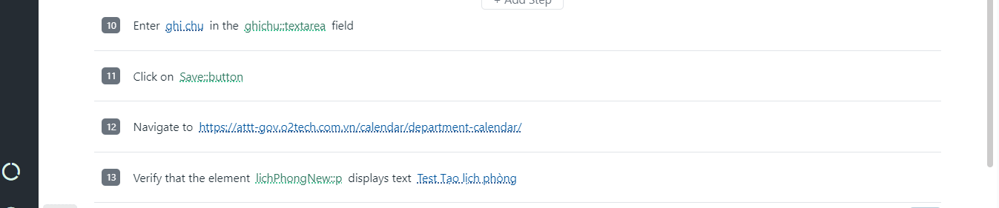 + Add Step
10 Enter ghi chu in the ghichu::textarea field
11 Click on Save::button
12 Navigate to https://attt-gov.o2tech.com.vn/calendar/department-calendar/
13 Verify that the element lichPhongNew::p displays text Test Tạo lịch phòng